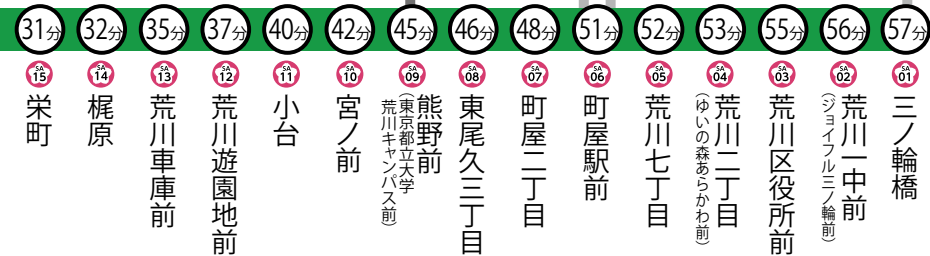 31分 32分 35分 37分 40分 42分 45分 46分 48分 51分 52分 53分 55分 56分 57分
SA 15 SA 14 SA 13 SA 12 SA 11 SA 10 SA 09 SA 08 SA 07 SA 06 SA 05 SA 04 SA 03 SA 02 SA 01
栄町
梶原
荒川車庫前
荒川遊園地前
小台
宮ノ前
熊野前
(東京都立大学
荒川キャンパス前)
東尾久三丁目
町屋二丁目
町屋駅前
荒川七丁目
荒川二丁目
(ゆいの森あらかわ前)
荒川区役所前
荒川一中前
(ジョイフル三ノ輪前)
三ノ輪橋